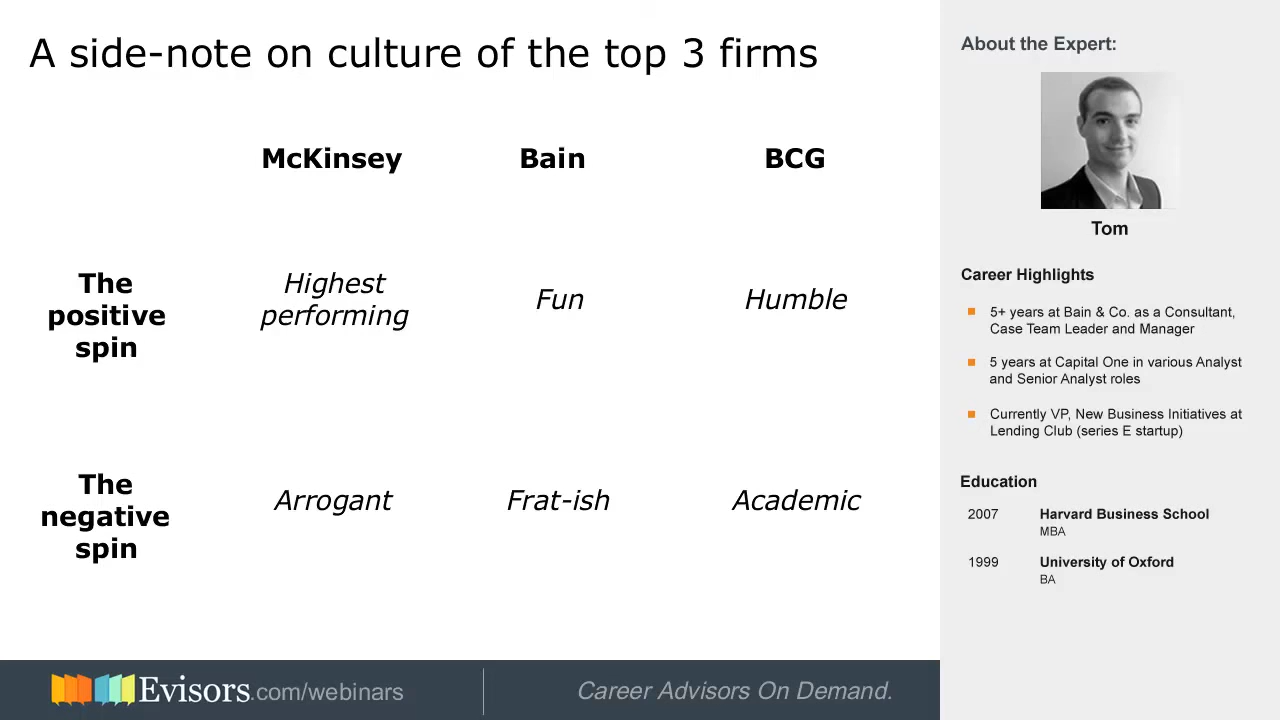 A side-note on culture of the top 3 firms
McKinsey Bain BCG
The
positive
spin
Highest
performing
Fun
Humble
The
negative
spin
Arrogant Frat-ish Academic
Evisors.com/webinars
Career Advisors On Demand.
About the Expert:
Tom
Career Highlights
5+ years at Bain & Co. as a Consultant,
Case Team Leader and Manager
5 years at Capital One in various Analyst
and Senior Analyst roles
Currently VP, New Business Initiatives at
Lending Club (series E startup)
Education
2007 Harvard Business School
MBA
1999 University of Oxford
BA